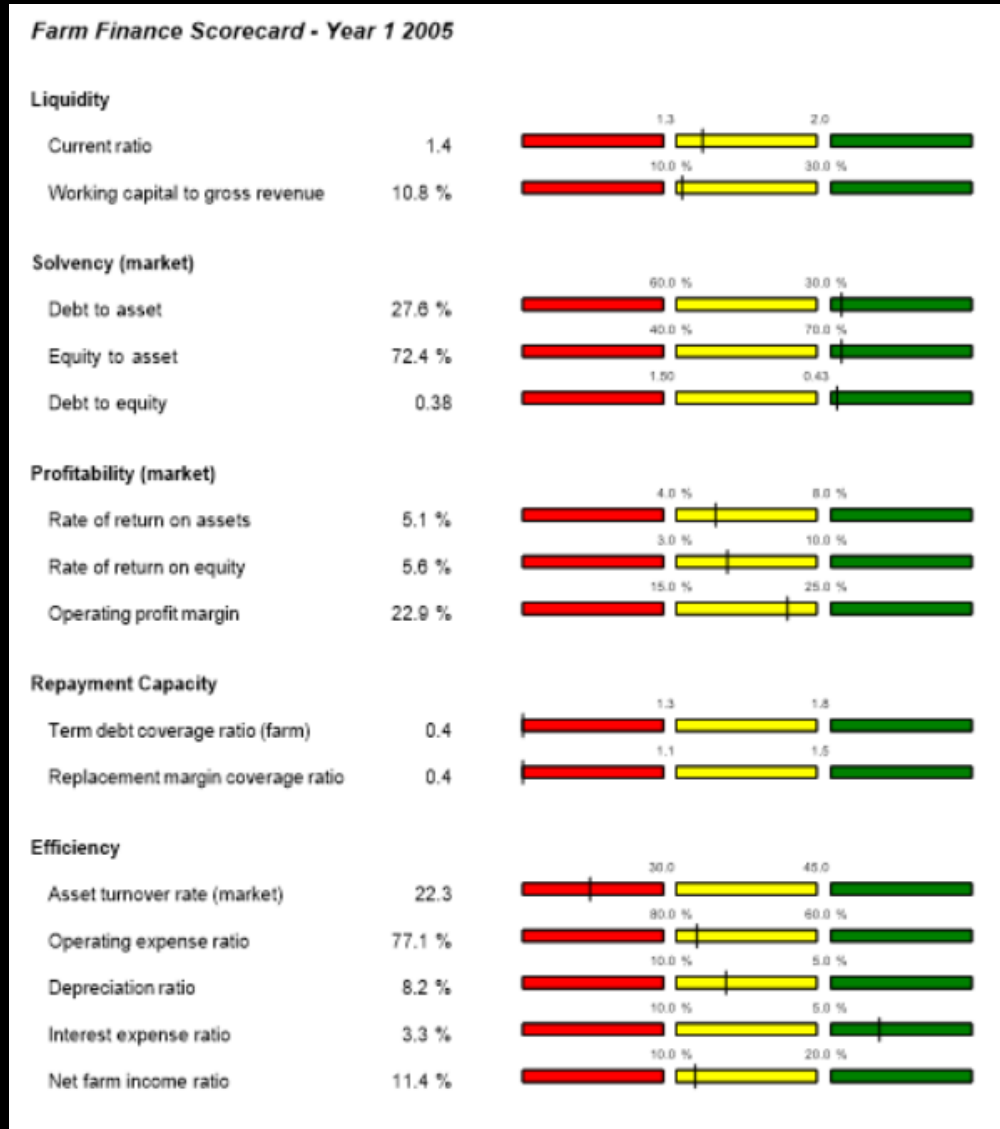 Farm Finance Scorecard - Year 1 2005
Liquidity
1.3 2.0
Current ratio 1.4
10.0 % 30.0 %
Working capital to gross revenue 10.8 %
Solvency (market)
60.0 % 30.0 %
Debt to asset 27.6 %
40.0 % 70.0 %
Equity to asset 72.4 %
1.50 0.43
Debt to equity 0.38
Profitability (market)
4.0 % 8.0 %
Rate of return on assets 5.1 %
3.0 % 10.0 %
Rate of return on equity 5.6 %
15.0 % 25.0 %
Operating profit margin 22.9 %
Repayment Capacity
1.3 1.8
Term debt coverage ratio (farm) 0.4
1.1 1.5
Replacement margin coverage ratio 0.4
Efficiency
30.0 45.0
Asset turnover rate (market) 22.3
80.0 % 60.0 %
Operating expense ratio 77.1 %
10.0 % 5.0 %
Depreciation ratio 8.2 %
10.0 % 5.0 %
Interest expense ratio 3.3 %
10.0 % 20.0 %
Net farm income ratio 11.4 %